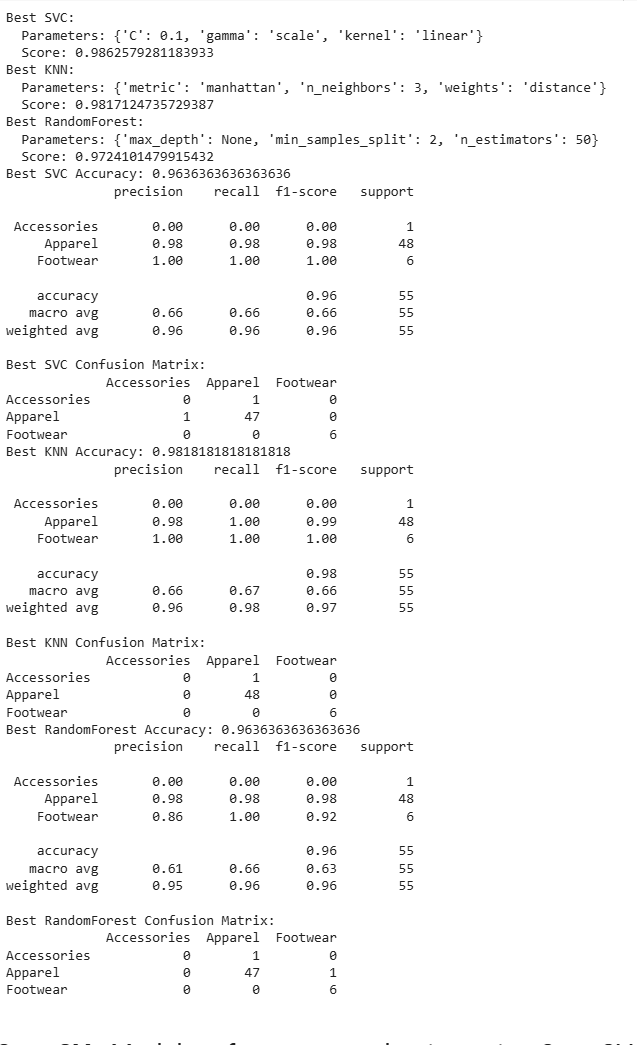 Best SVC:
  Parameters: {'C': 0.1, 'gamma': 'scale', 'kernel': 'linear'}
  Score: 0.9862579281183933
Best KNN:
  Parameters: {'metric': 'manhattan', 'n_neighbors': 3, 'weights': 'distance'}
  Score: 0.9817124735729387
Best RandomForest:
  Parameters: {'max_depth': None, 'min_samples_split': 2, 'n_estimators': 50}
  Score: 0.9724101479915432
Best SVC Accuracy: 0.9636363636363636
              precision    recall  f1-score   support

 Accessories       0.00      0.00      0.00         1
     Apparel       0.98      0.98      0.98        48
    Footwear       1.00      1.00      1.00         6

    accuracy                           0.96        55
   macro avg       0.66      0.66      0.66        55
weighted avg       0.96      0.96      0.96        55

Best SVC Confusion Matrix:
             Accessories  Apparel  Footwear
Accessories            0        1         0
Apparel                1       47         0
Footwear               0        0         6
Best KNN Accuracy: 0.9818181818181818
              precision    recall  f1-score   support

 Accessories       0.00      0.00      0.00         1
     Apparel       0.98      1.00      0.99        48
    Footwear       1.00      1.00      1.00         6

    accuracy                           0.98        55
   macro avg       0.66      0.67      0.66        55
weighted avg       0.96      0.98      0.97        55

Best KNN Confusion Matrix:
             Accessories  Apparel  Footwear
Accessories            0        1         0
Apparel                0       48         0
Footwear               0        0         6
Best RandomForest Accuracy: 0.9636363636363636
              precision    recall  f1-score   support

 Accessories       0.00      0.00      0.00         1
     Apparel       0.98      0.98      0.98        48
    Footwear       0.86      1.00      0.92         6

    accuracy                           0.96        55
   macro avg       0.61      0.66      0.63        55
weighted avg       0.95      0.96      0.96        55

Best RandomForest Confusion Matrix:
             Accessories  Apparel  Footwear
Accessories            0        1         0
Apparel                0       47         1
Footwear               0        0         6